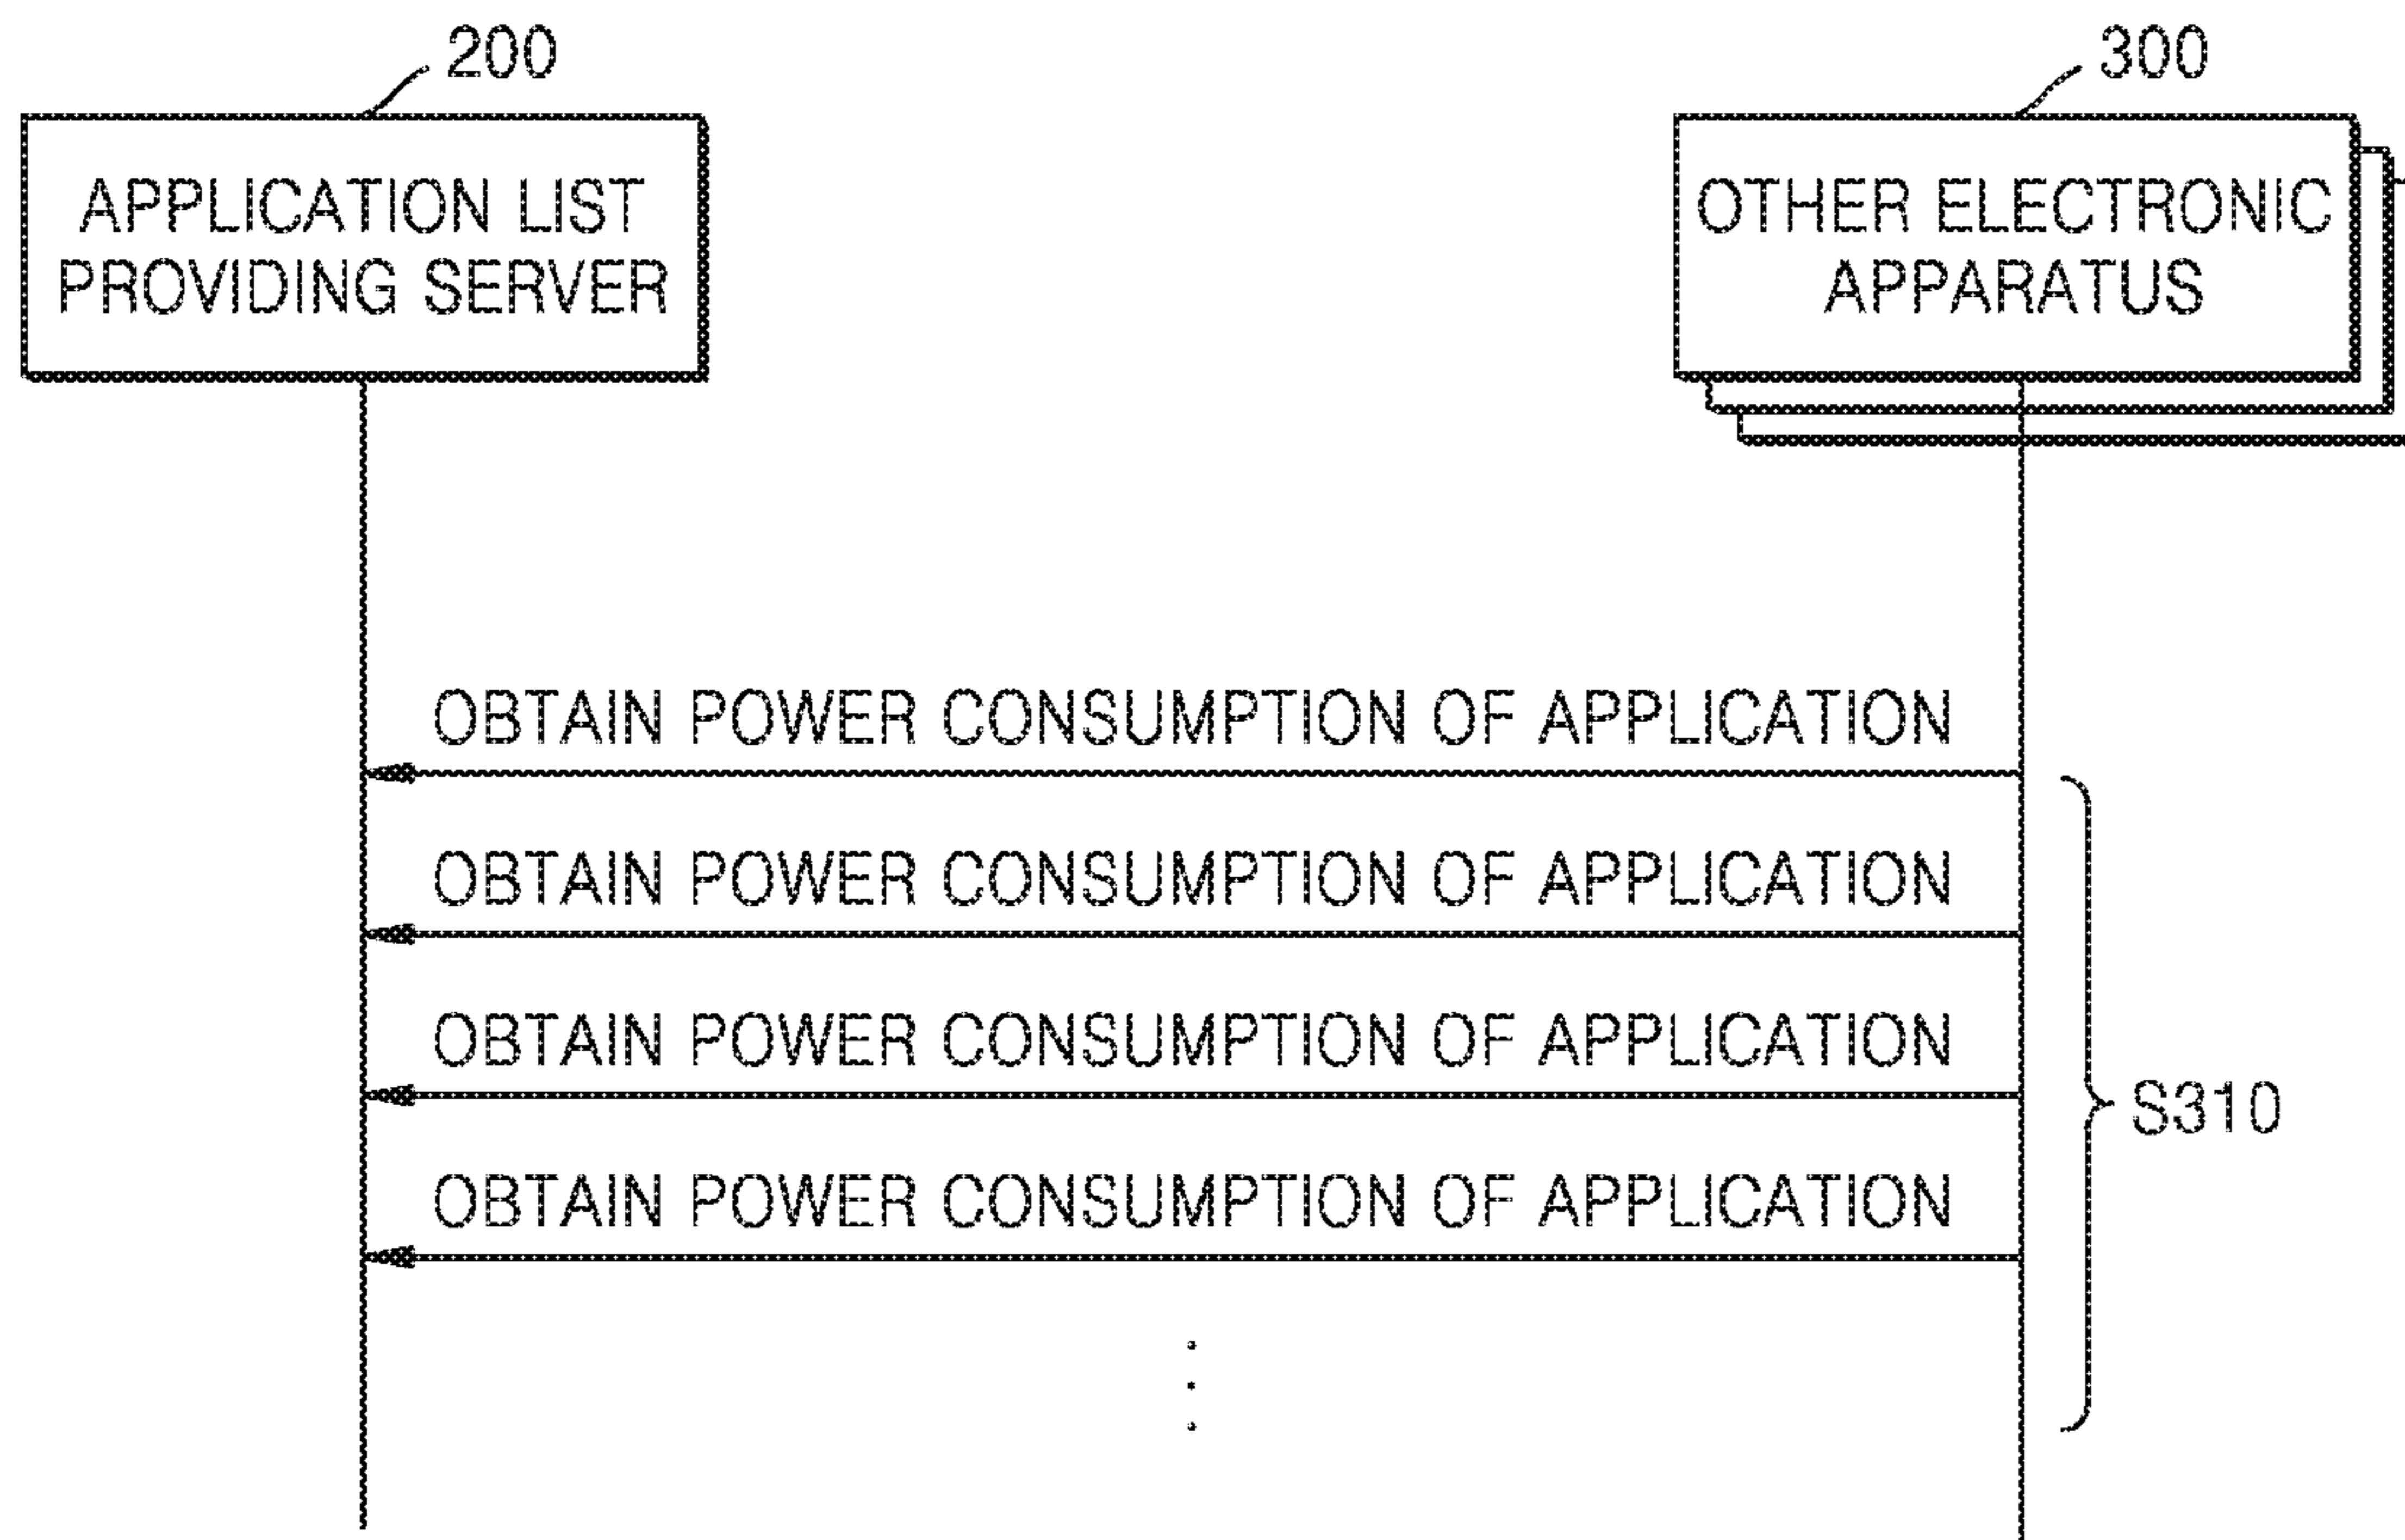 200
300
APPLICATION LIST
PROVIDING SERVER
OTHER ELECTRONIC
APPARATUS
OBTAIN POWER CONSUMPTION OF APPLICATION
OBTAIN POWER CONSUMPTION OF APPLICATION
OBTAIN POWER CONSUMPTION OF APPLICATION
S310
OBTAIN POWER CONSUMPTION OF APPLICATION